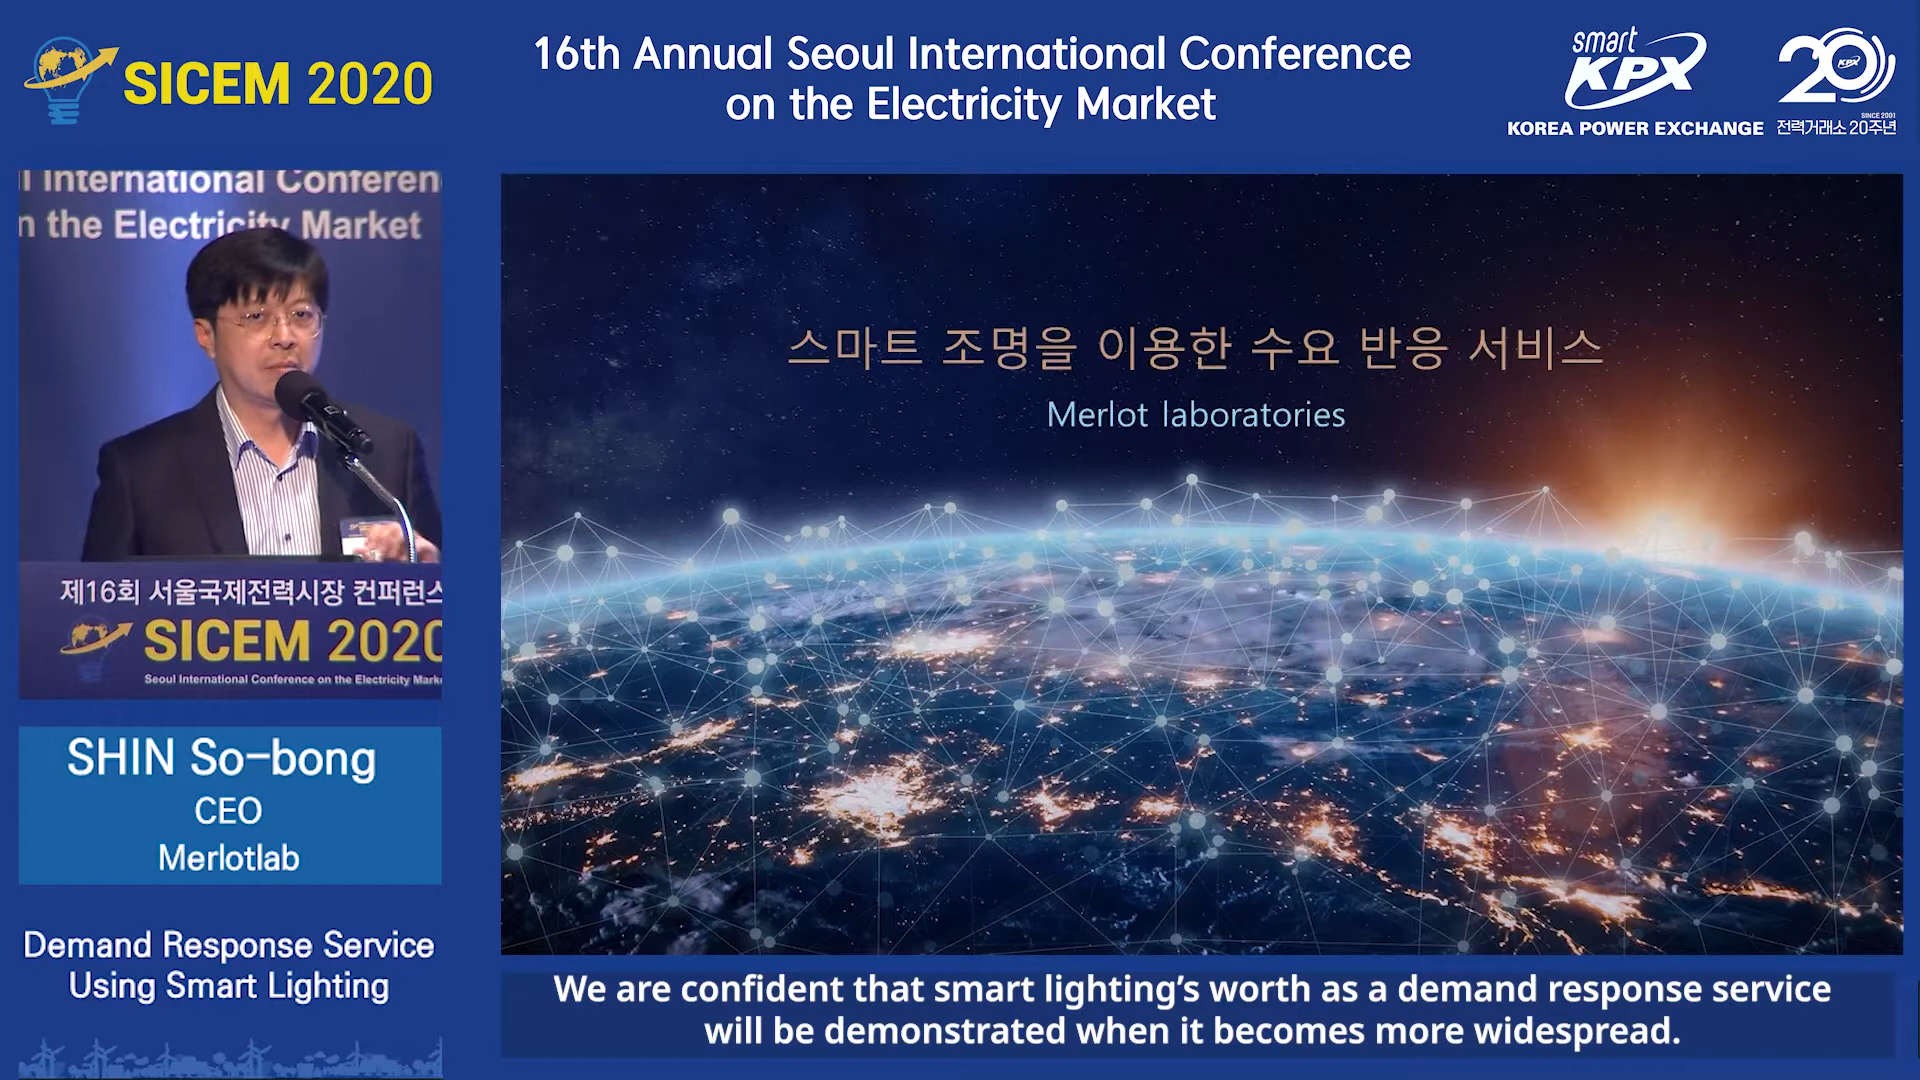 SICEM 2020
16th Annual Seoul International Conference
on the Electricity Market
smart
KPX
KOREA POWER EXCHANGE
20
KPX
SINCE 2001
전력거래소 20주년
l International Conferen
n the Electricity Market
제16회 서울국제전력시장 컨퍼런스
SICEM 2020
Seoul International Conference on the Electricity Marke
SHIN So-bong
CEO
Merlotlab
Demand Response Service
Using Smart Lighting
스마트 조명을 이용한 수요 반응 서비스
Merlot laboratories
We are confident that smart lighting’s worth as a demand response service
will be demonstrated when it becomes more widespread.